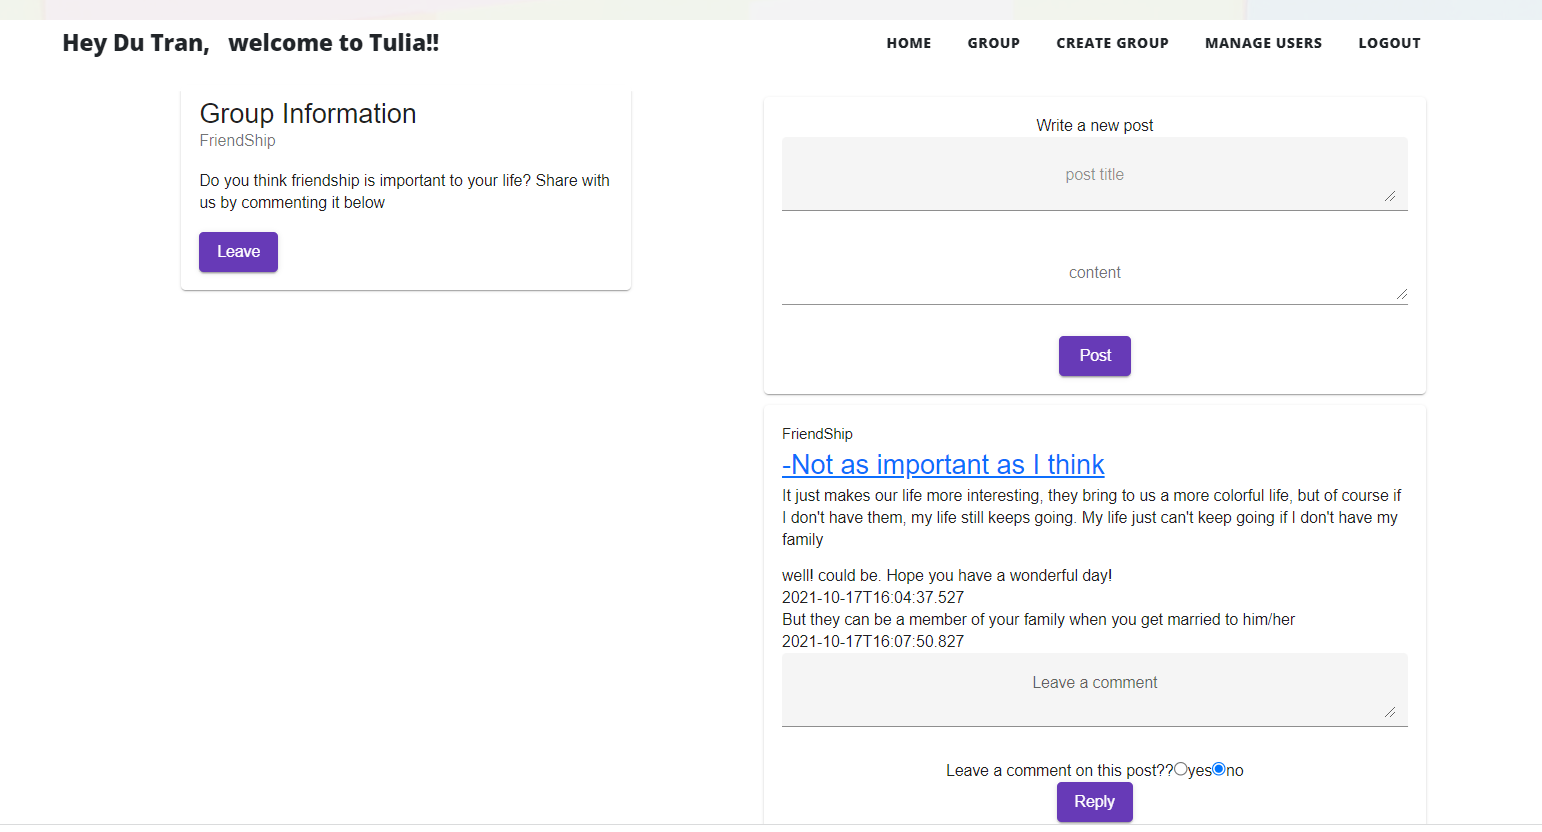 Hey Du Tran,   welcome to Tulia!!
HOME   GROUP   CREATE GROUP   MANAGE USERS   LOGOUT
Group Information
FriendShip
Do you think friendship is important to your life? Share with
us by commenting it below
Leave
Write a new post
post title
content
Post
FriendShip
-Not as important as I think
It just makes our life more interesting, they bring to us a more colorful life, but of course if
I don't have them, my life still keeps going. My life just can't keep going if I don't have my
family
well! could be. Hope you have a wonderful day!
2021-10-17T16:04:37.527
But they can be a member of your family when you get married to him/her
2021-10-17T16:07:50.827
Leave a comment
Leave a comment on this post??yesno
Reply